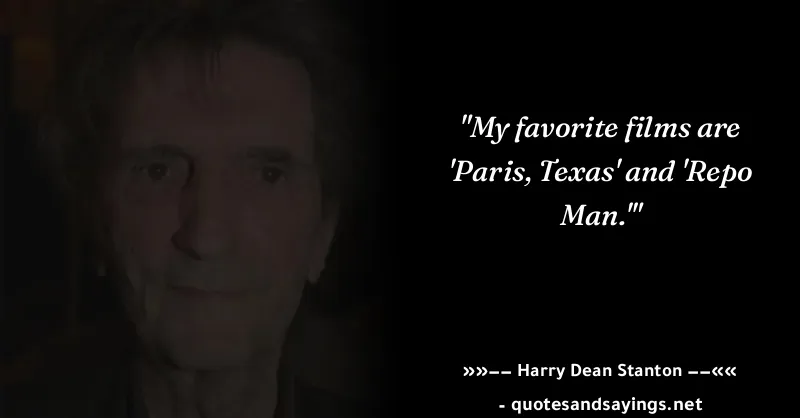 "My favorite films are
'Paris, Texas' and 'Repo
Man.'"
»»–– Harry Dean Stanton ––««
- quotesandsayings.net